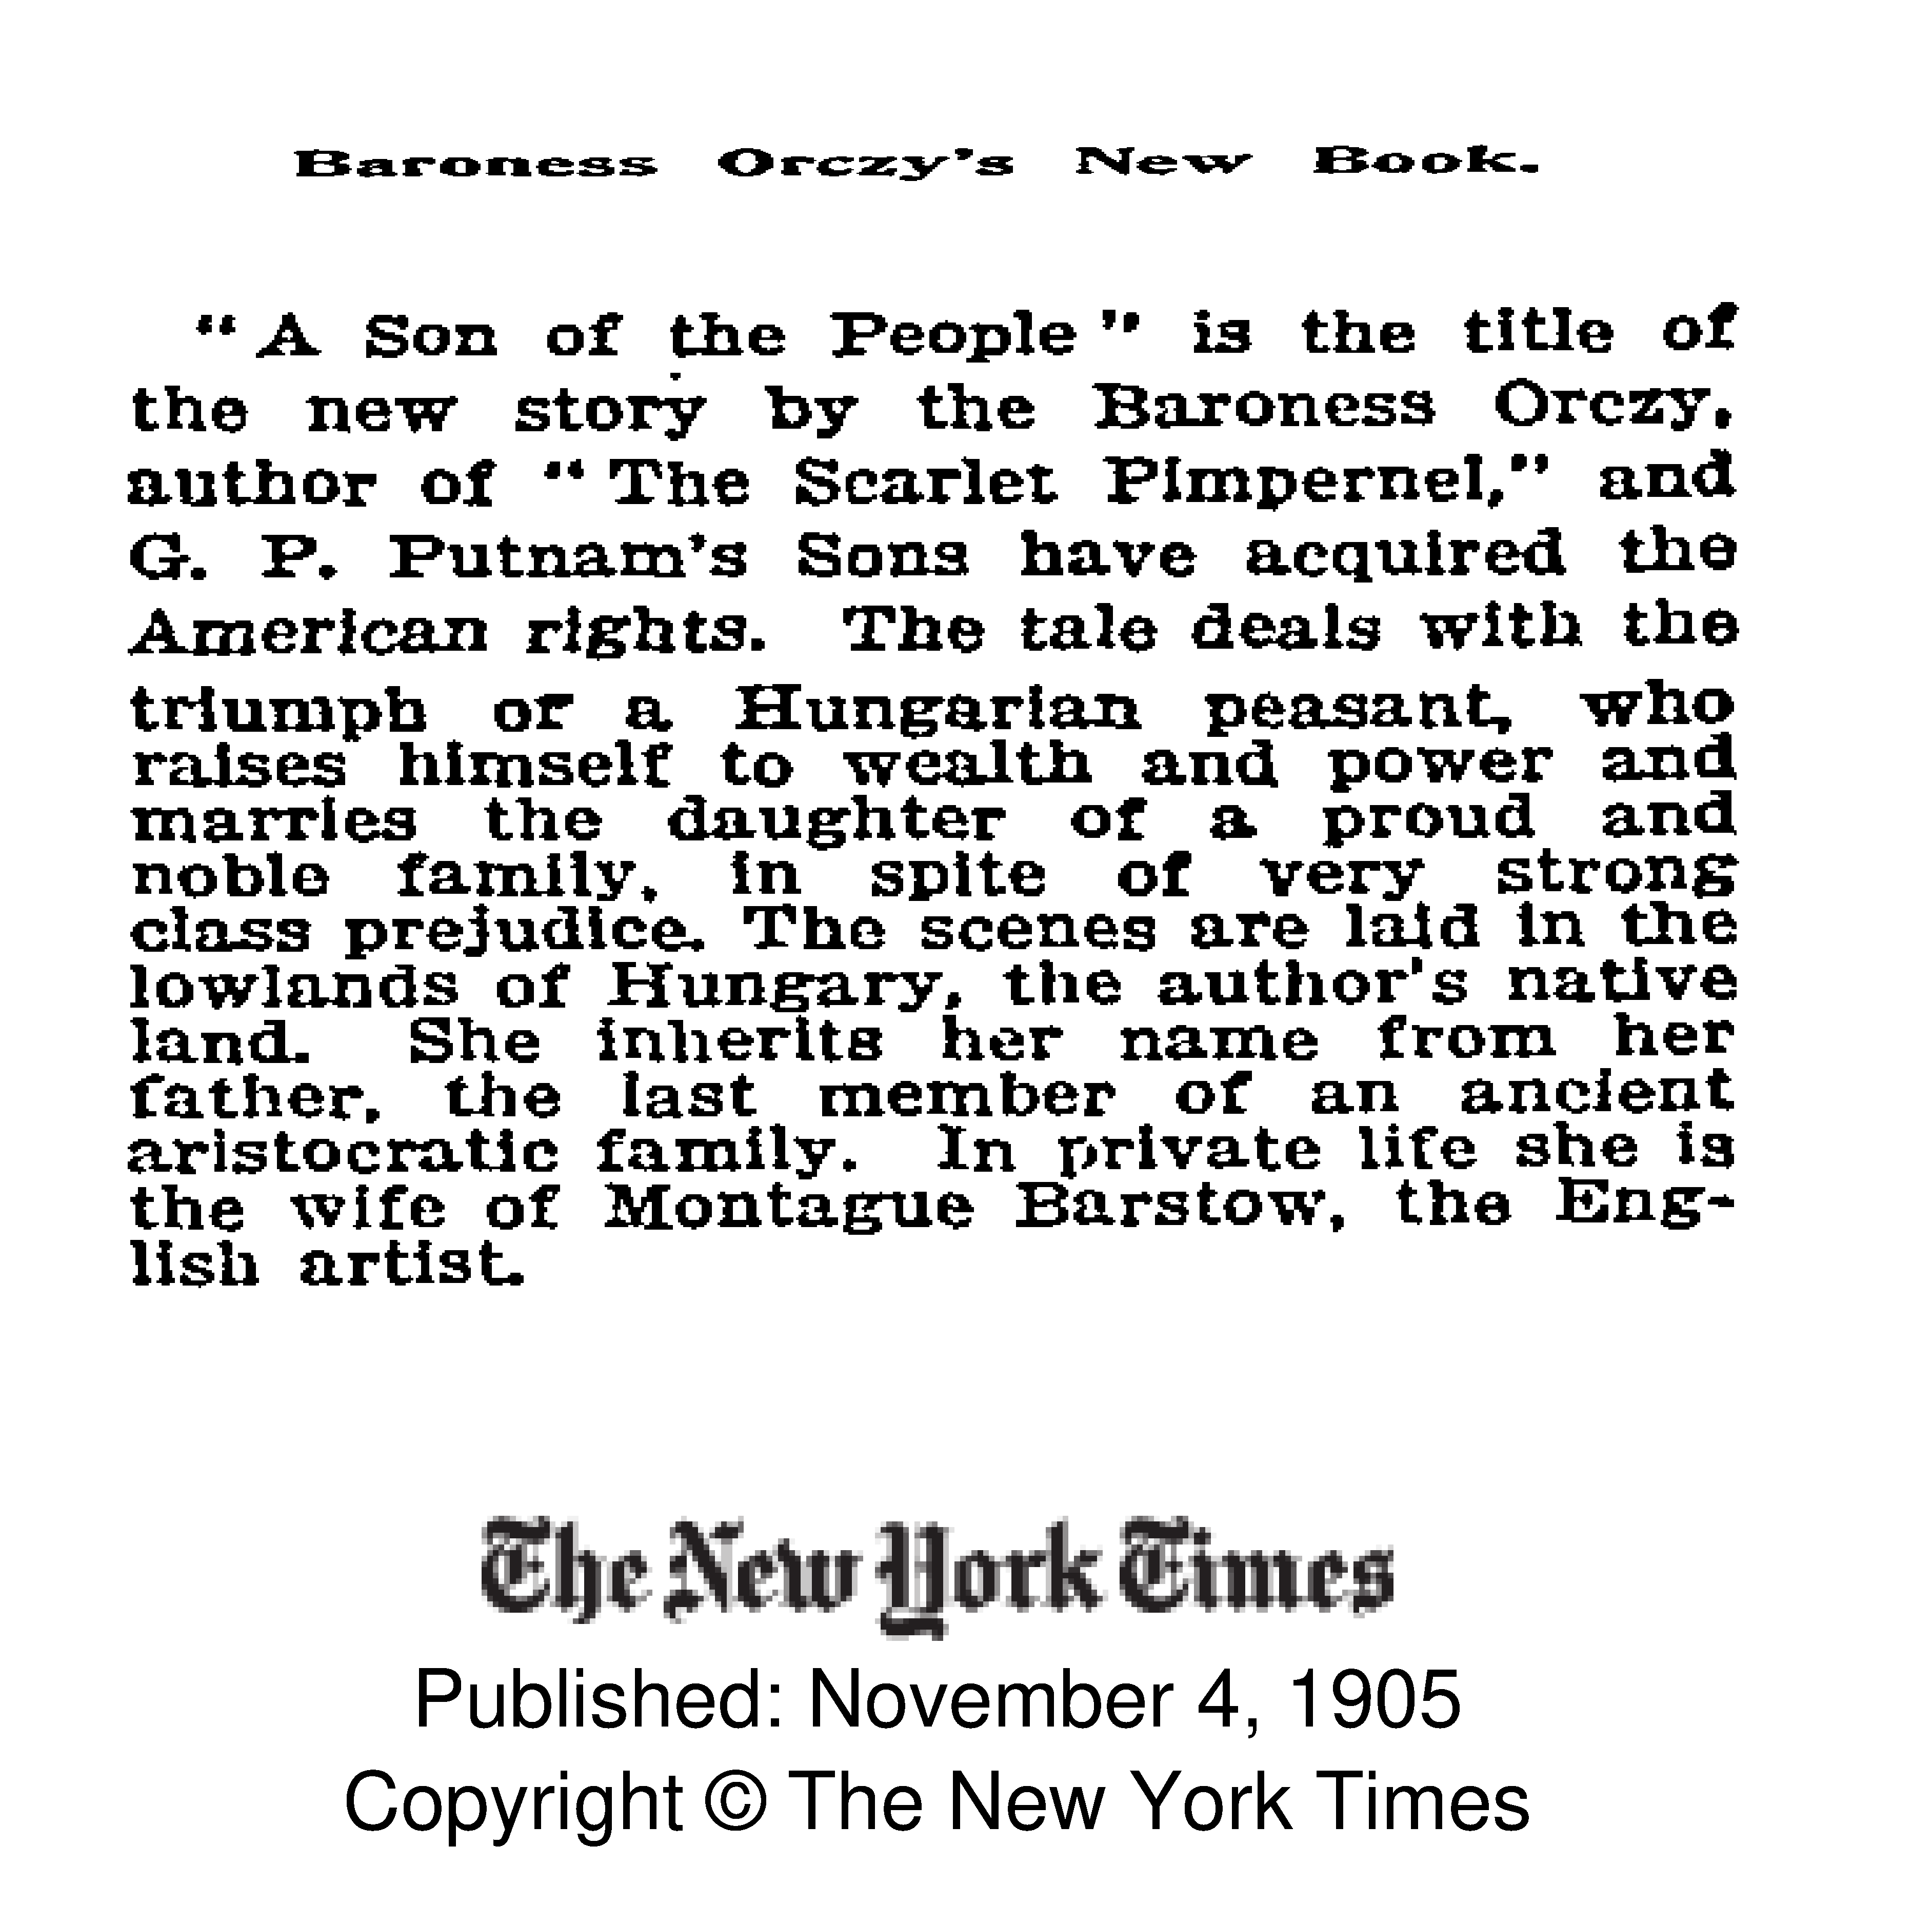 Baroness Orczy's New Book.
"A Son of the People" is the title of
the new story by the Baroness Orczy,
author of "The Scarlet Pimpernel," and
G. P. Putnam's Sons have acquired the
American rights. The tale deals with the
triumph of a Hungarian peasant, who
raises himself to wealth and power and
marries the daughter of a proud and
noble family, in spite of very strong
class prejudice. The scenes are laid in the
lowlands of Hungary, the author's native
land. She inherits her name from her
father, the last member of an ancient
aristocratic family. In private life she is
the wife of Montague Barstow, the Eng-
lish artist.
The New York Times
Published: November 4, 1905
Copyright © The New York Times